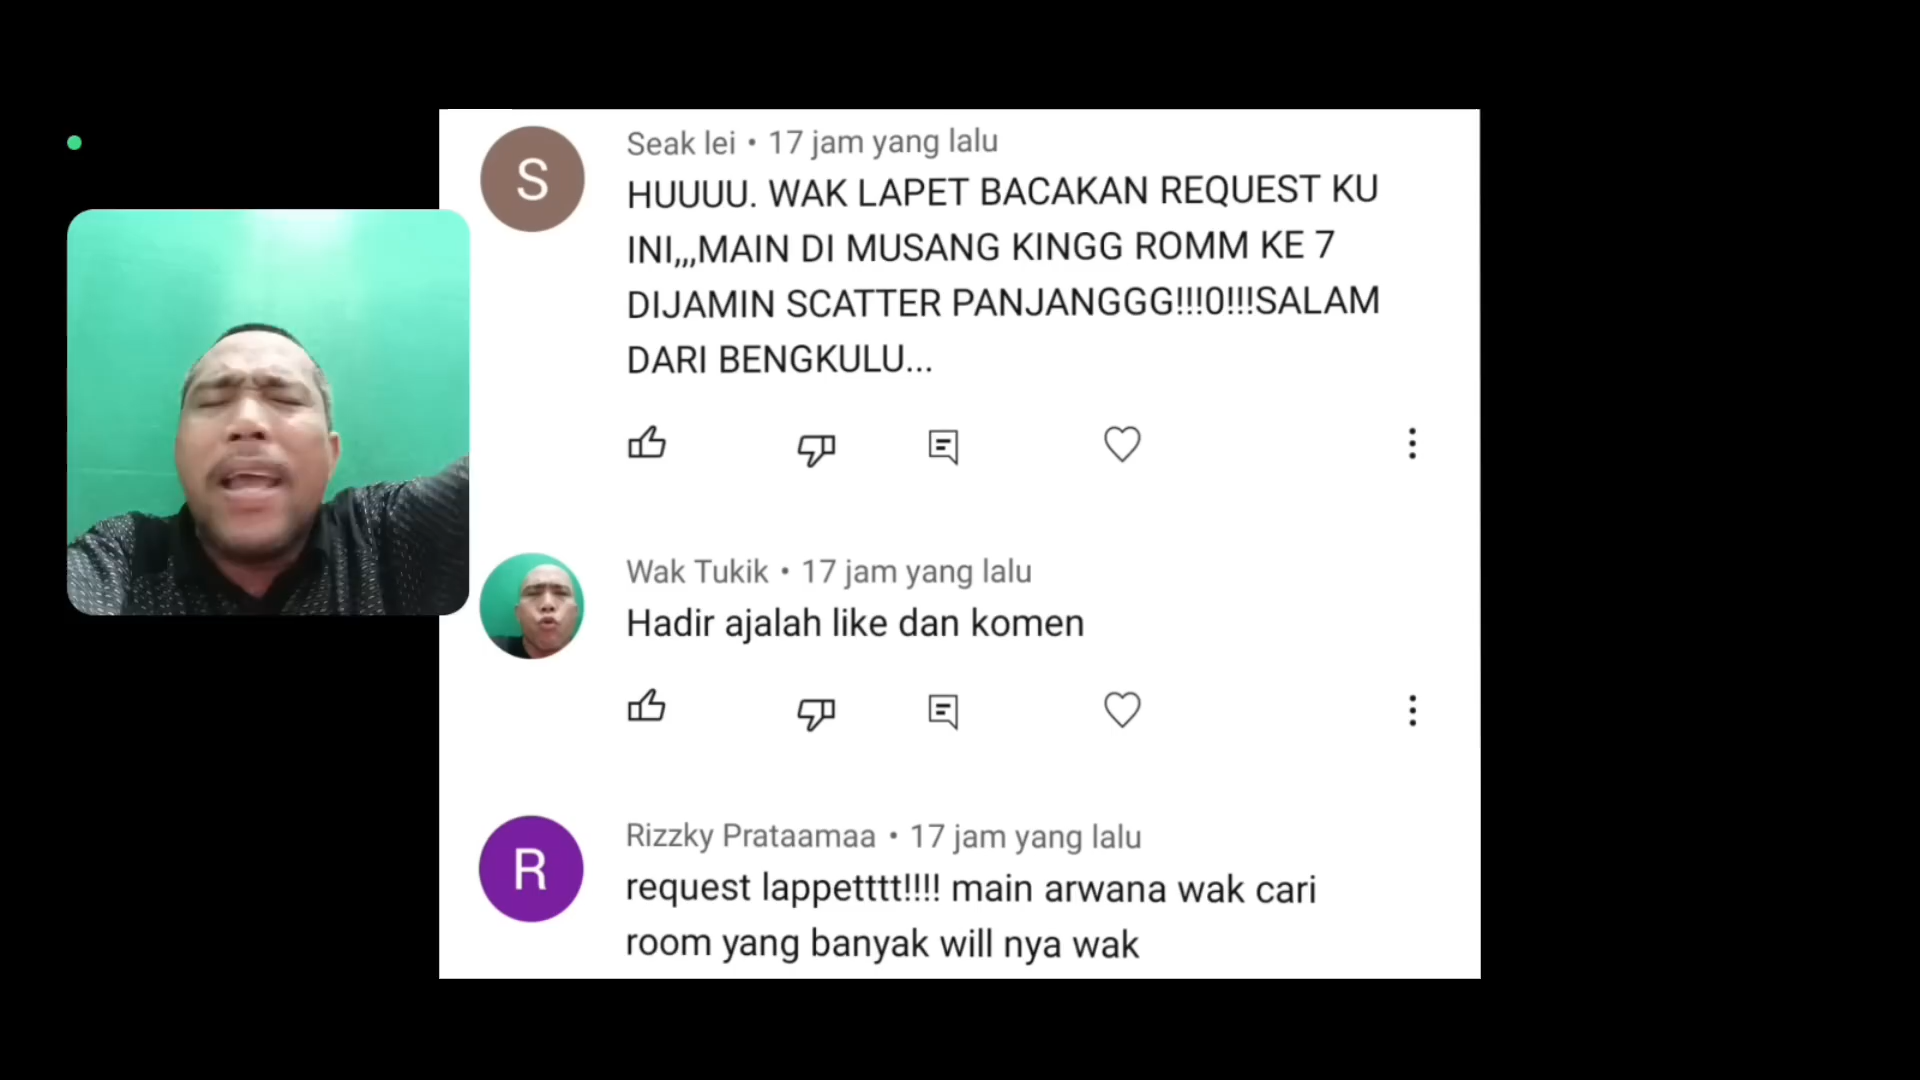 S
Seak lei • 17 jam yang lalu
HUUUU. WAK LAPET BACAKAN REQUEST KU
INI,,,MAIN DI MUSANG KINGG ROMM KE 7
DIJAMIN SCATTER PANJANGGG!!!0!!!SALAM
DARI BENGKULU...
Wak Tukik • 17 jam yang lalu
Hadir ajalah like dan komen
R
Rizzky Prataamaa • 17 jam yang lalu
request lappetttt!!!! main arwana wak cari
room yang banyak will nya wak